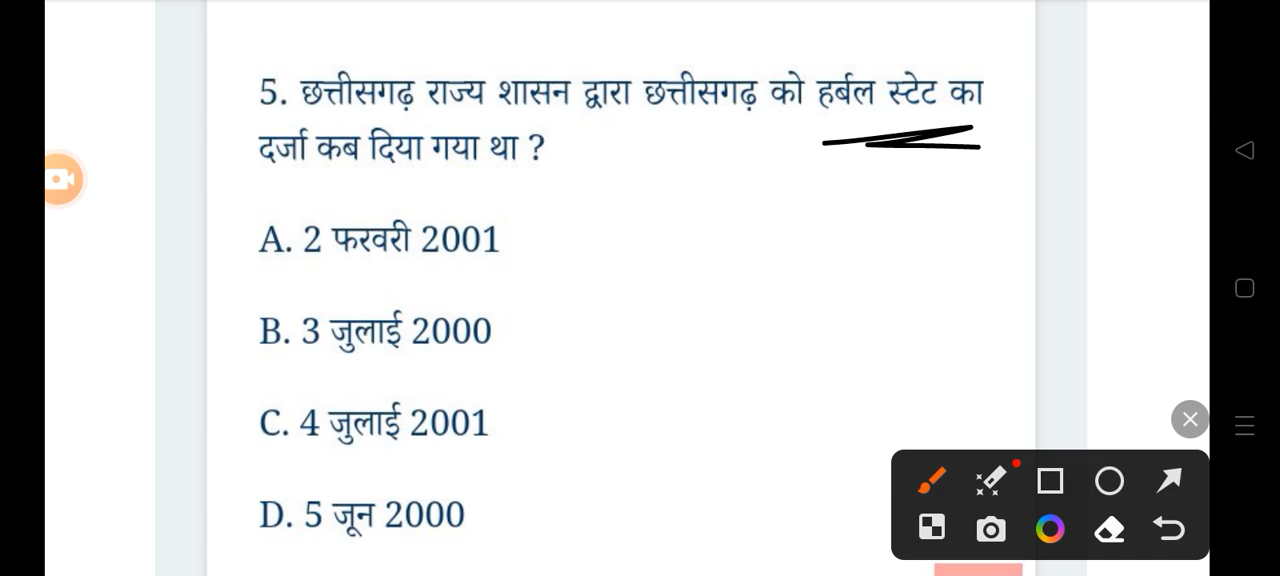 5. छत्तीसगढ़ राज्य शासन द्वारा छत्तीसगढ़ को हर्बल स्टेट का
दर्जा कब दिया गया था ?
A. 2 फरवरी 2001
B. 3 जुलाई 2000
C. 4 जुलाई 2001
D. 5 जून 2000